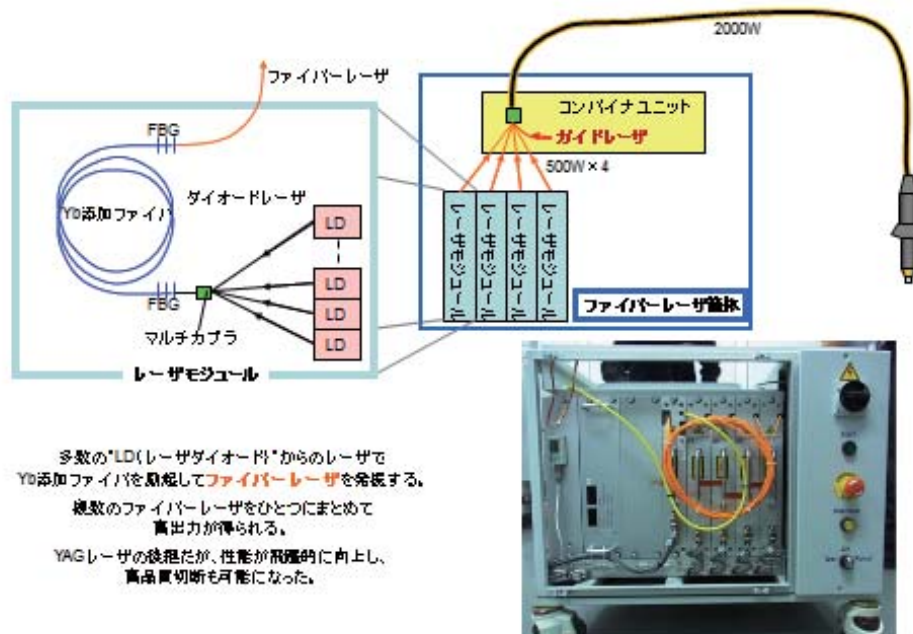 2000W
ファイバーレーザ
コンバイナユニット
ガイドレーザ
500W×4
FBG
ダイオードレーザ
Yb添加ファイバ
LD
LD
LD
LD
FBG
マルチカプラ
レーザモジュール
レーザモジュール
レーザモジュール
レーザモジュール
レーザモジュール
ファイバーレーザ筐体
多数の"LD(レーザダイオード)"からのレーザで
Yb添加ファイバを励起してファイバーレーザを発振する。
複数のファイバーレーザをひとつにまとめて
高出力が得られる。
YAGレーザの後継だが、性能が飛躍的に向上し、
高品質切断も可能になった。